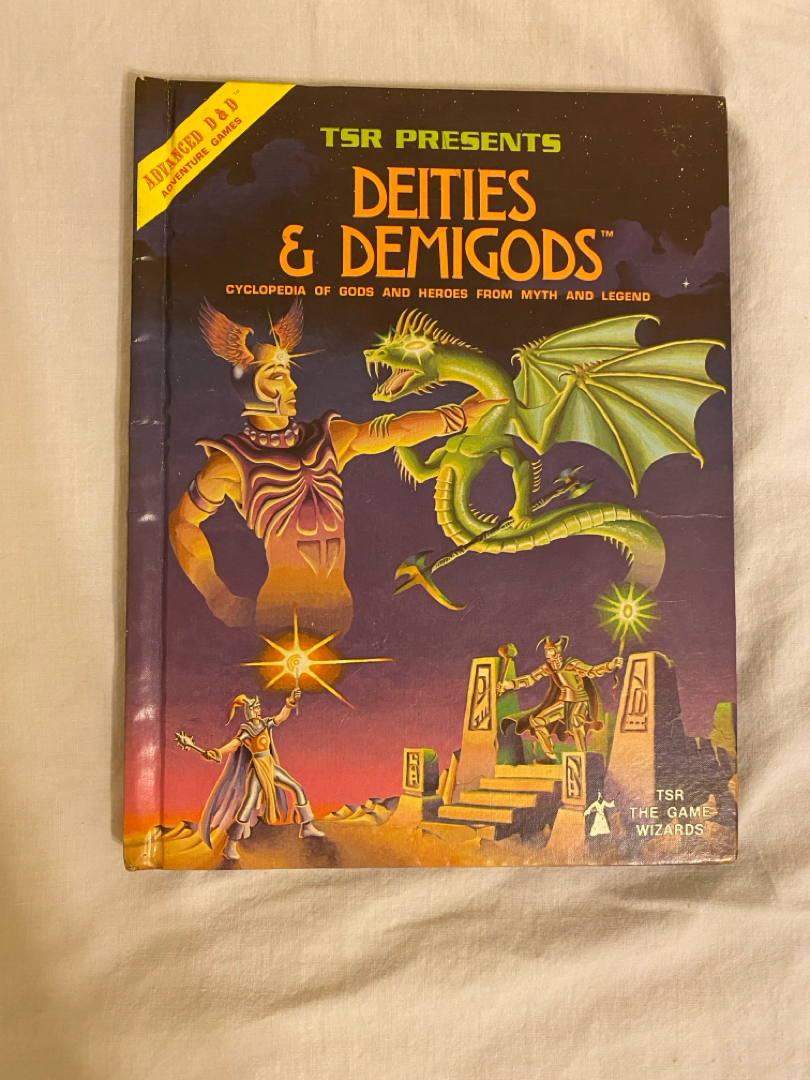 ADVANCED D & D™
ADVENTURE GAMES
TSR PRESENTS
DEITIES
& DEMIGODS™
CYCLOPEDIA OF GODS AND HEROES FROM MYTH AND LEGEND
TSR
THE GAME
WIZARDS